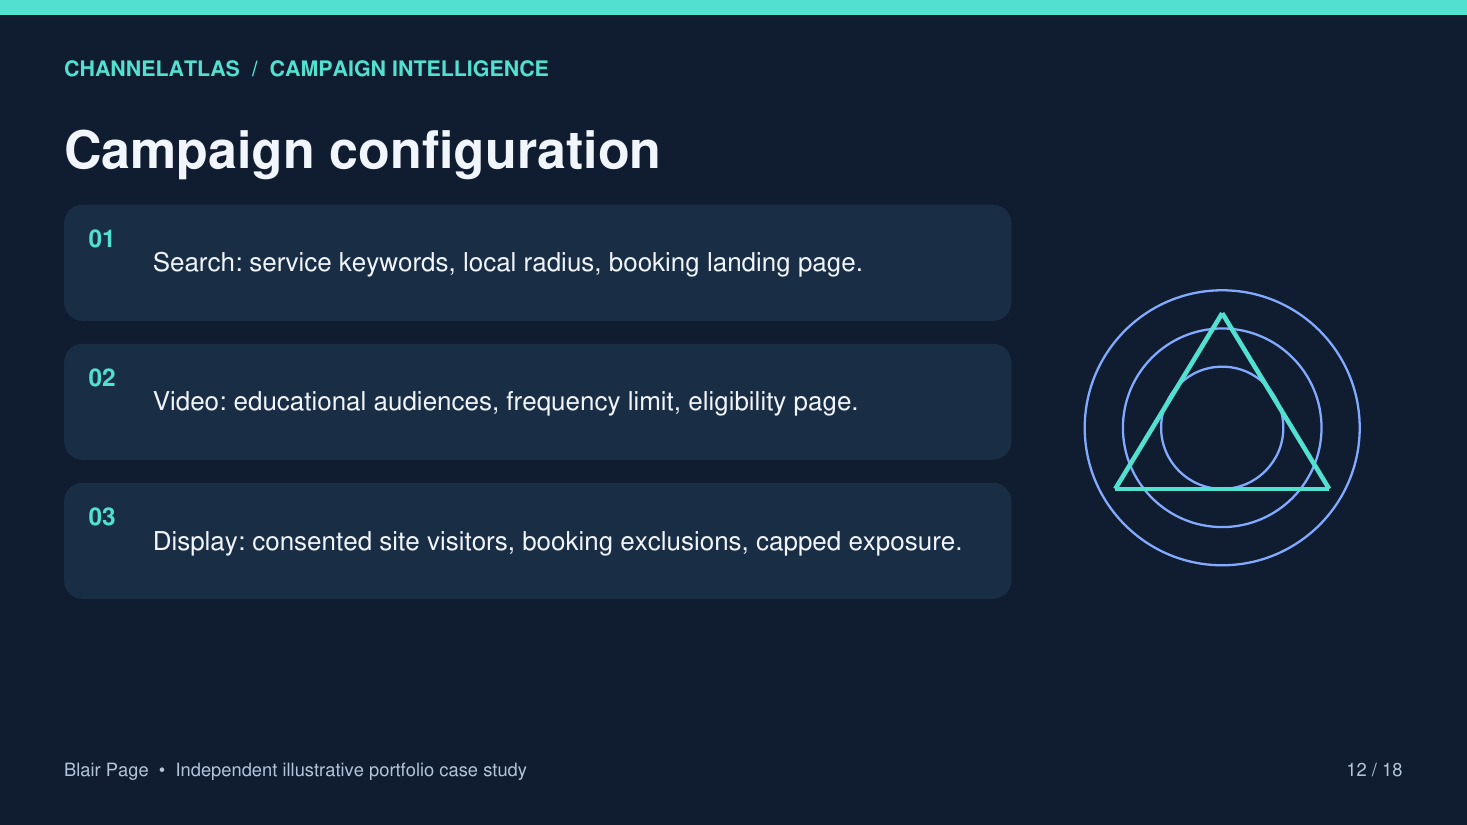 CHANNELATLAS / CAMPAIGN INTELLIGENCE
Campaign configuration
01
Search: service keywords, local radius, booking landing page.
02
Video: educational audiences, frequency limit, eligibility page.
03
Display: consented site visitors, booking exclusions, capped exposure.
Blair Page • Independent illustrative portfolio case study
12 / 18